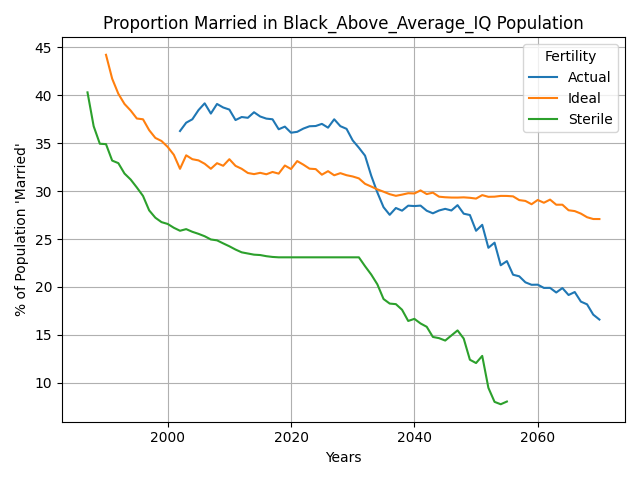 Proportion Married in Black_Above_Average_IQ Population
% of Population 'Married'
45
40
35
30
25
20
15
10
Fertility
Actual
Ideal
Sterile
2000
2020
2040
2060
Years